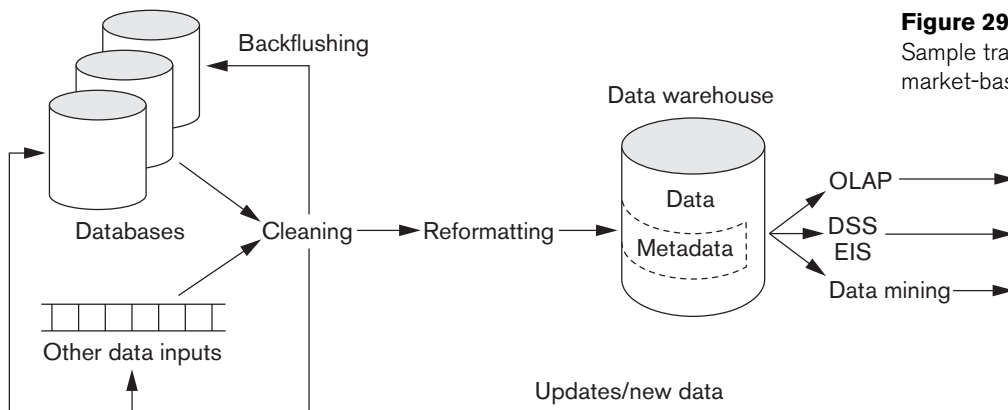 Figure 29
Sample tra
market-bas
Backflushing
Data warehouse
Data
Metadata
OLAP
DSS
EIS
Data mining
Databases
Cleaning
Reformatting
Other data inputs
Updates/new data